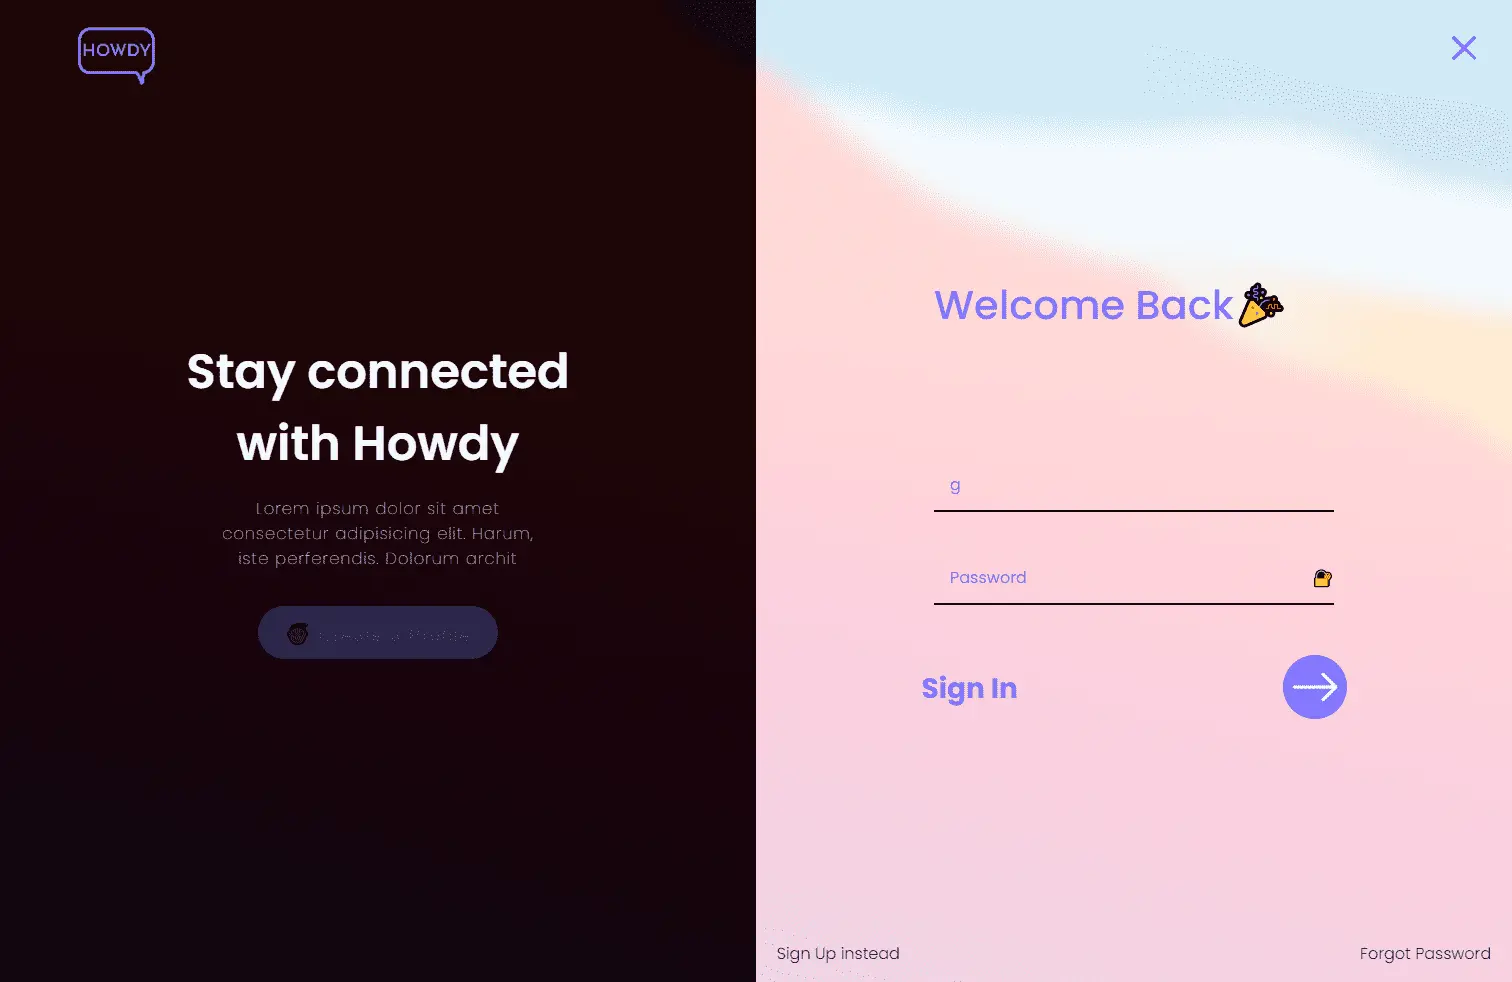 HOWDY
Stay connected
with Howdy
Lorem ipsum dolor sit amet
consectetur adipisicing elit. Harum,
iste perferendis. Dolorum archit
Welcome Back
g
Password
Sign In
Sign Up instead
Forgot Password